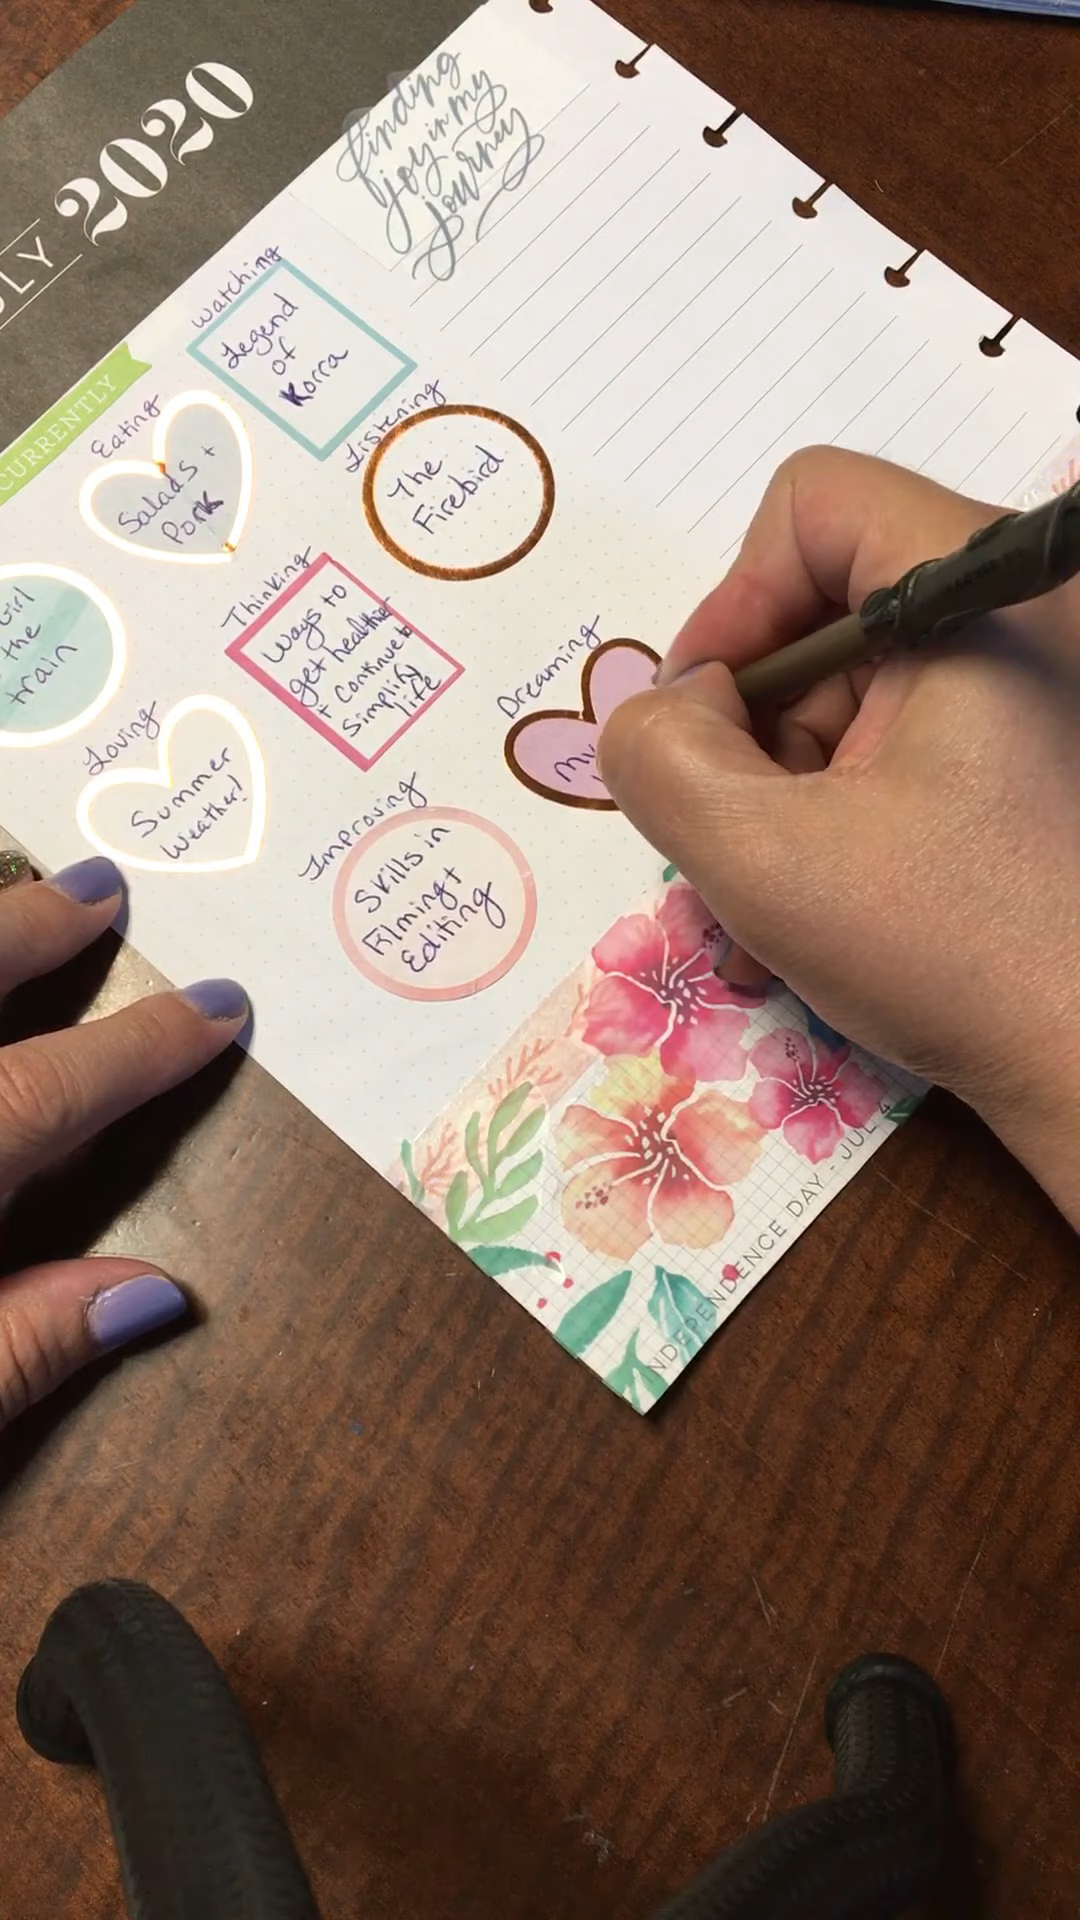 2020
finding
joy in my
journey
CURRENTLY
Watching
Legend
of
Korra
Eating
Salads +
Pork
Listening
The
Firebird
Girl
the
train
Thinking
Ways to
get healthier
+ continue to
Simplify
life
Loving
Summer
Weather!
Dreaming
My
Improving
Skills in
Filming +
Editing
INDEPENDENCE DAY - JUL 4